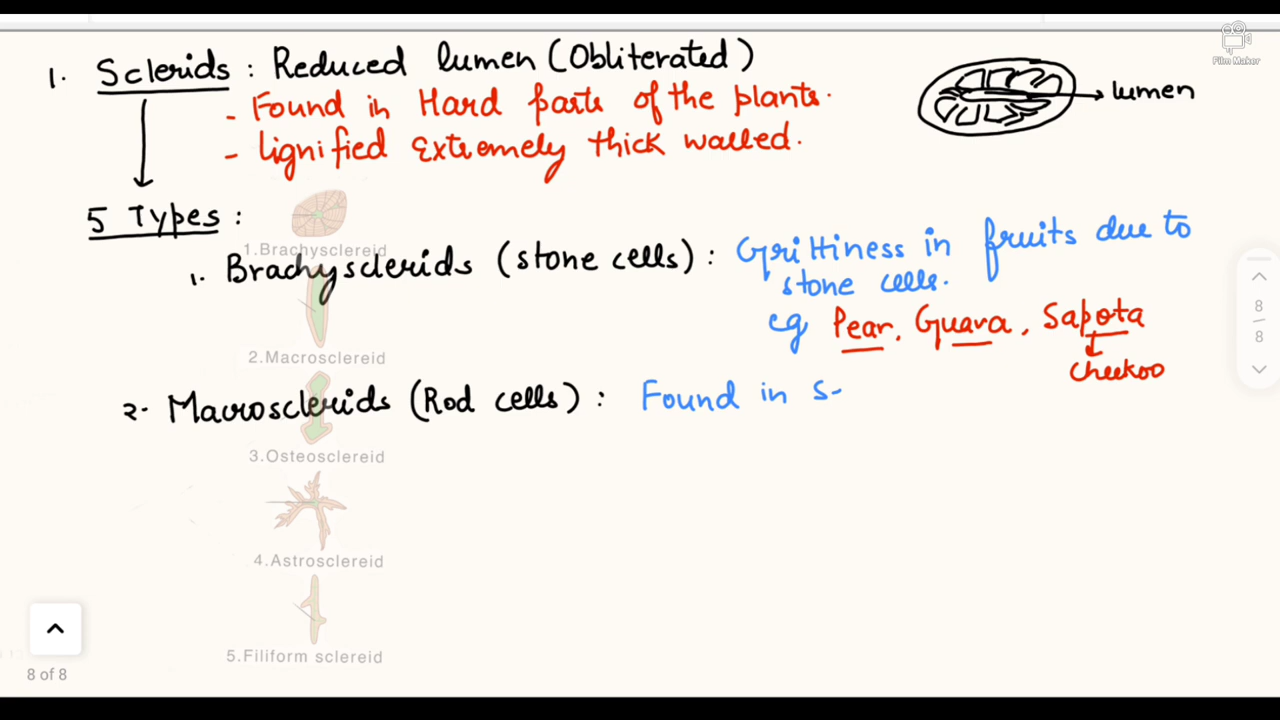 Film Maker
1. Sclerids : Reduced lumen (Obliterated)
- Found in Hard parts of the plants.
- Lignified Extremely thick walled.
lumen
5 Types :
1.Brachysclereid
1. Brachysclerids (stone cells) : Grittiness in fruits due to
stone cells.
eg Pear, Guava, Sapota
Cheekoo
2.Macrosclereid
2. Macrosclerids (Rod cells) : Found in s
3.Osteosclereid
4.Astrosclereid
5.Filiform sclereid
8
8
8 of 8